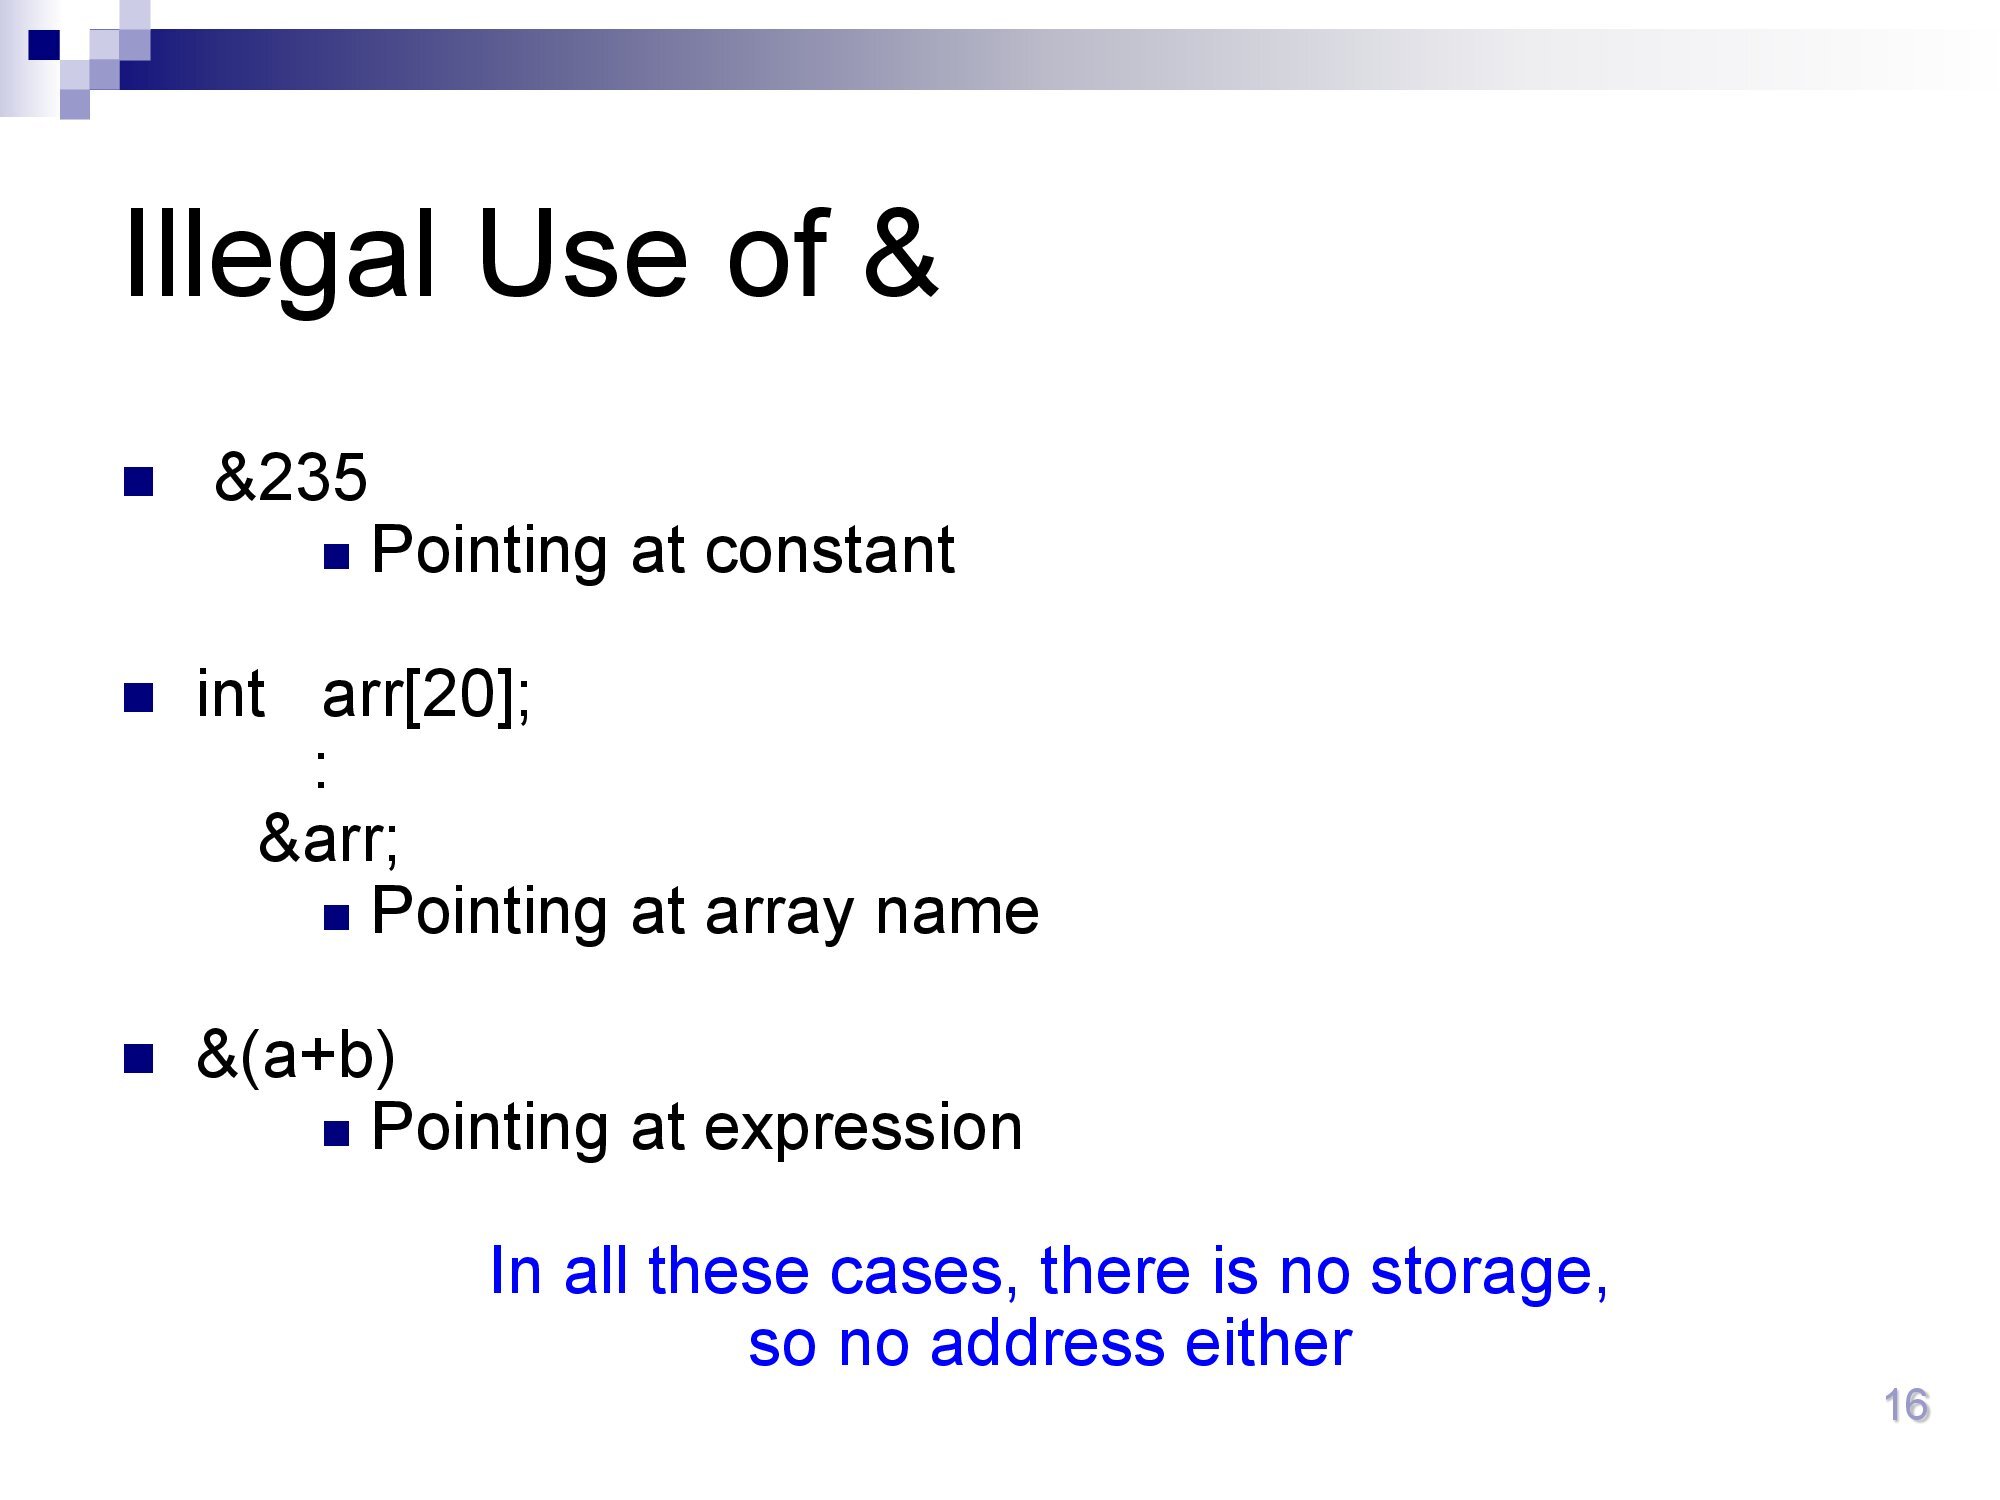 Illegal Use of &
&235
Pointing at constant
int arr[20];
:
&arr;
Pointing at array name
&(a+b)
Pointing at expression
In all these cases, there is no storage,
so no address either
16